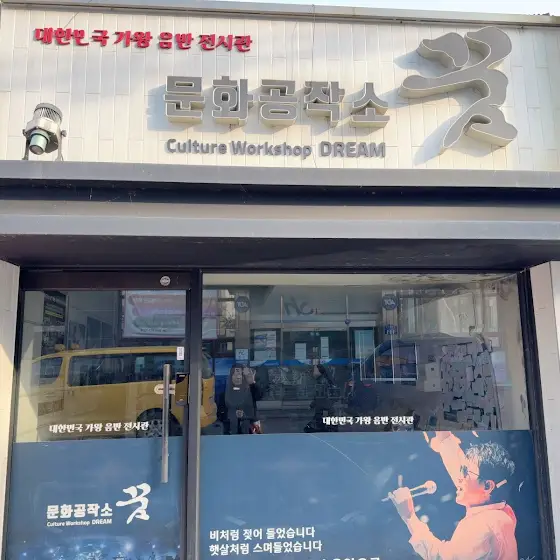 대한민국 가왕 음반 전시관
문화공작소 꿈
Culture Workshop DREAM
대한민국 가왕 음반 전시관
대한민국 가왕 음반 전시관
문화공작소 꿈
Culture Workshop DREAM
비처럼 젖어 들었습니다
햇살처럼 스며들었습니다